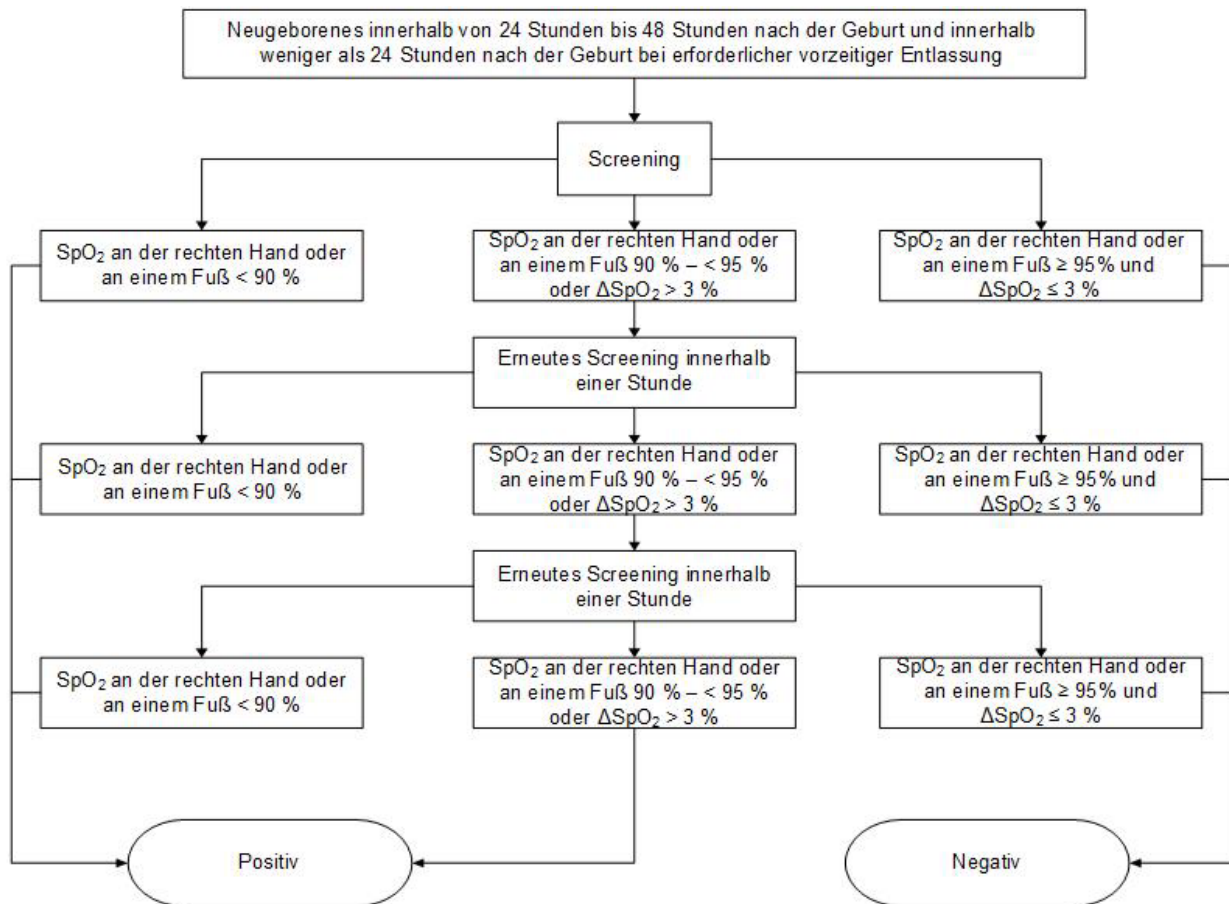 Neugeborenes innerhalb von 24 Stunden bis 48 Stunden nach der Geburt und innerhalb
weniger als 24 Stunden nach der Geburt bei erforderlicher vorzeitiger Entlassung
Screening
SpO₂ an der rechten Hand oder
an einem Fuß < 90 %
SpO₂ an der rechten Hand oder
an einem Fuß 90 % – < 95 %
oder ΔSpO₂ > 3 %
SpO₂ an der rechten Hand oder
an einem Fuß ≥ 95% und
ΔSpO₂ ≤ 3 %
Erneutes Screening innerhalb
einer Stunde
SpO₂ an der rechten Hand oder
an einem Fuß < 90 %
SpO₂ an der rechten Hand oder
an einem Fuß 90 % – < 95 %
oder ΔSpO₂ > 3 %
SpO₂ an der rechten Hand oder
an einem Fuß ≥ 95% und
ΔSpO₂ ≤ 3 %
Erneutes Screening innerhalb
einer Stunde
SpO₂ an der rechten Hand oder
an einem Fuß < 90 %
SpO₂ an der rechten Hand oder
an einem Fuß 90 % – < 95 %
oder ΔSpO₂ > 3 %
SpO₂ an der rechten Hand oder
an einem Fuß ≥ 95% und
ΔSpO₂ ≤ 3 %
Positiv
Negativ